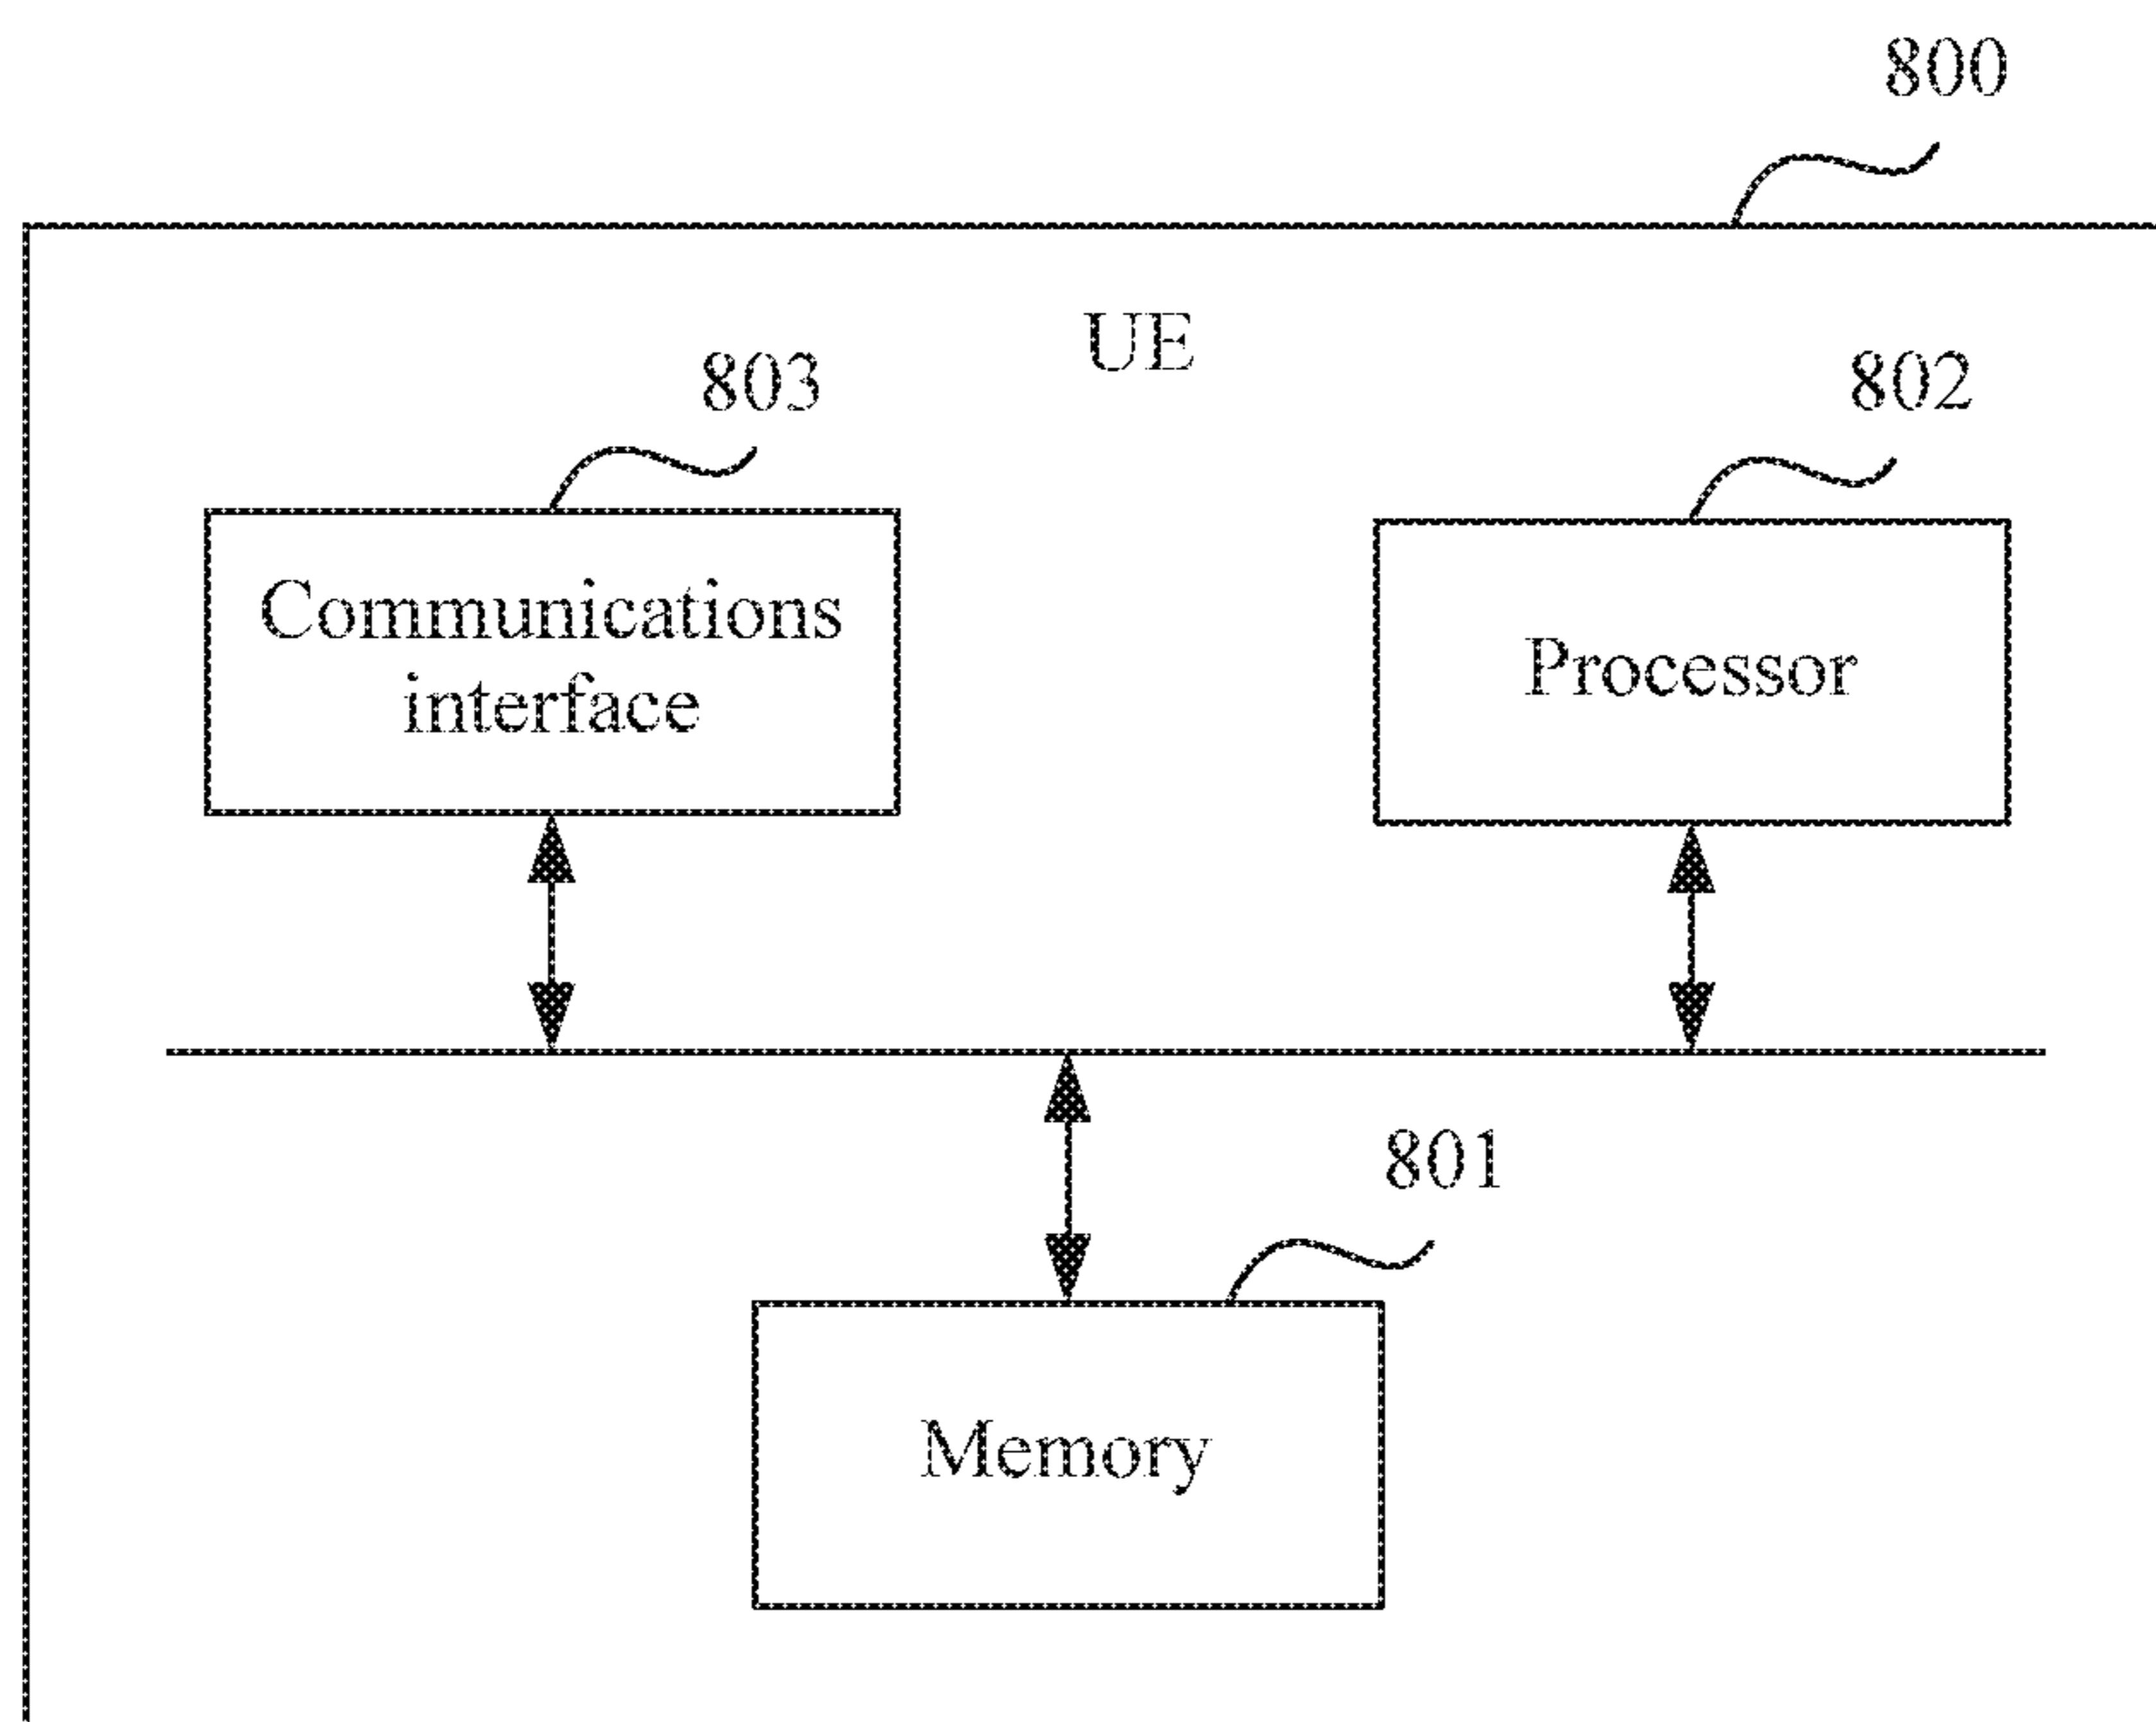 800
UE
803
802
Communications
interface
Processor
801
Memory